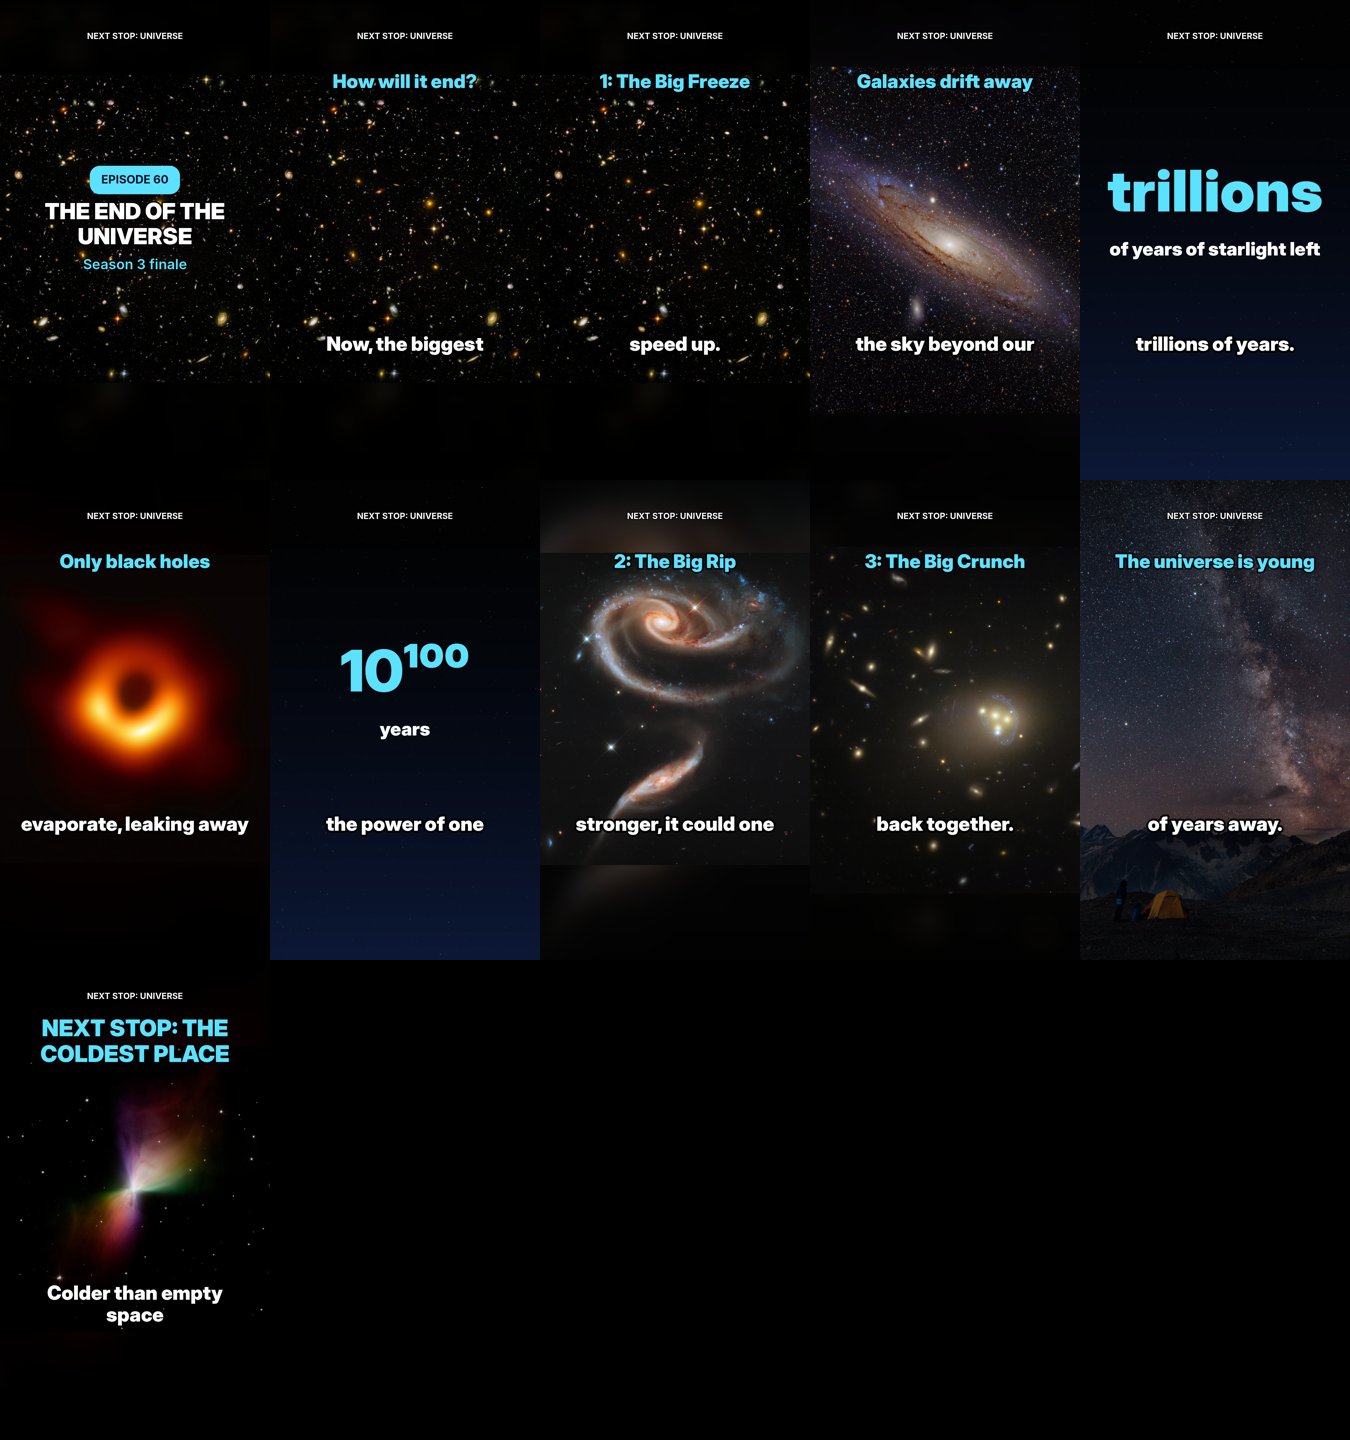 NEXT STOP: UNIVERSE
EPISODE 60
THE END OF THE
UNIVERSE
Season 3 finale
NEXT STOP: UNIVERSE
How will it end?
Now, the biggest
NEXT STOP: UNIVERSE
1: The Big Freeze
speed up.
NEXT STOP: UNIVERSE
Galaxies drift away
the sky beyond our
NEXT STOP: UNIVERSE
trillions
of years of starlight left
trillions of years.
NEXT STOP: UNIVERSE
Only black holes
evaporate, leaking away
NEXT STOP: UNIVERSE
10¹⁰⁰
years
the power of one
NEXT STOP: UNIVERSE
2: The Big Rip
stronger, it could one
NEXT STOP: UNIVERSE
3: The Big Crunch
back together.
NEXT STOP: UNIVERSE
The universe is young
of years away.
NEXT STOP: UNIVERSE
NEXT STOP: THE
COLDEST PLACE
Colder than empty
space